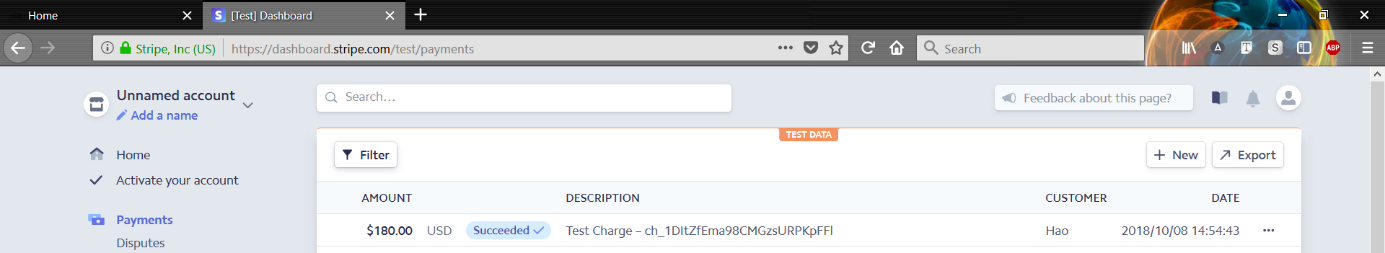 Home
[Test] Dashboard
Stripe, Inc (US) https://dashboard.stripe.com/test/payments Search
Unnamed account
Add a name
Search...
Feedback about this page?
TEST DATA
Home
Filter
New
Export
Activate your account
AMOUNT DESCRIPTION CUSTOMER DATE
Payments
$180.00 USD Succeeded Test Charge – ch_1DItZfEma98CMGzsURPKpFFl Hao 2018/10/08 14:54:43
Disputes